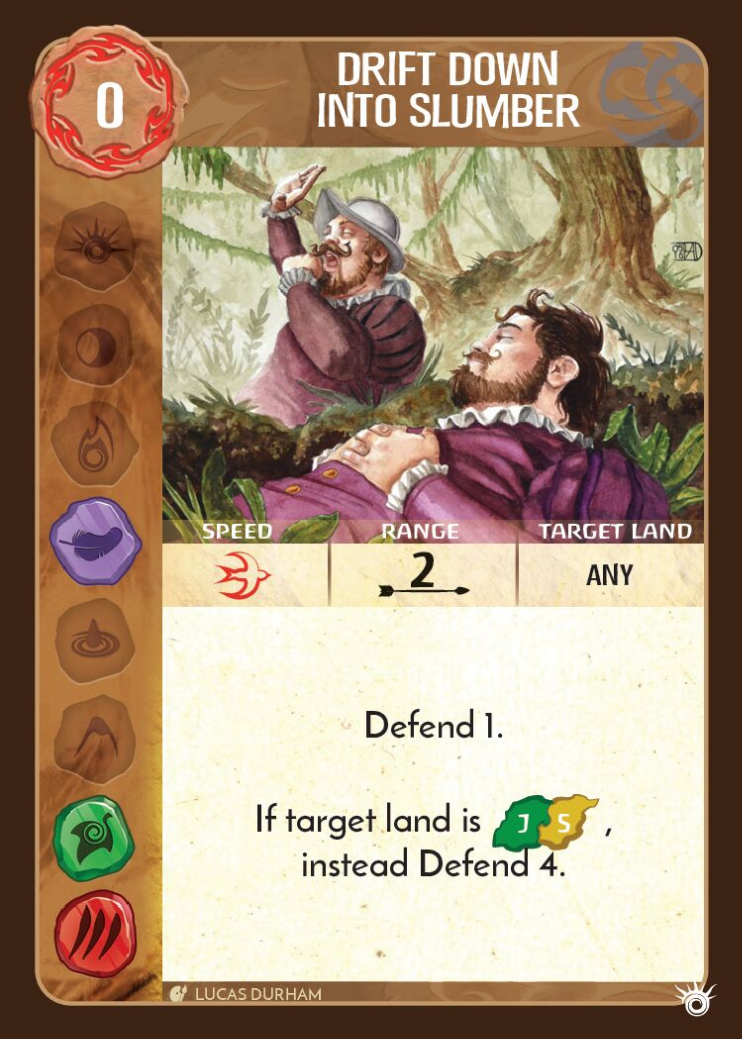 0
DRIFT DOWN
INTO SLUMBER
SPEED RANGE TARGET LAND
2 ANY
Defend 1.
If target land is J S ,
instead Defend 4.
LUCAS DURHAM